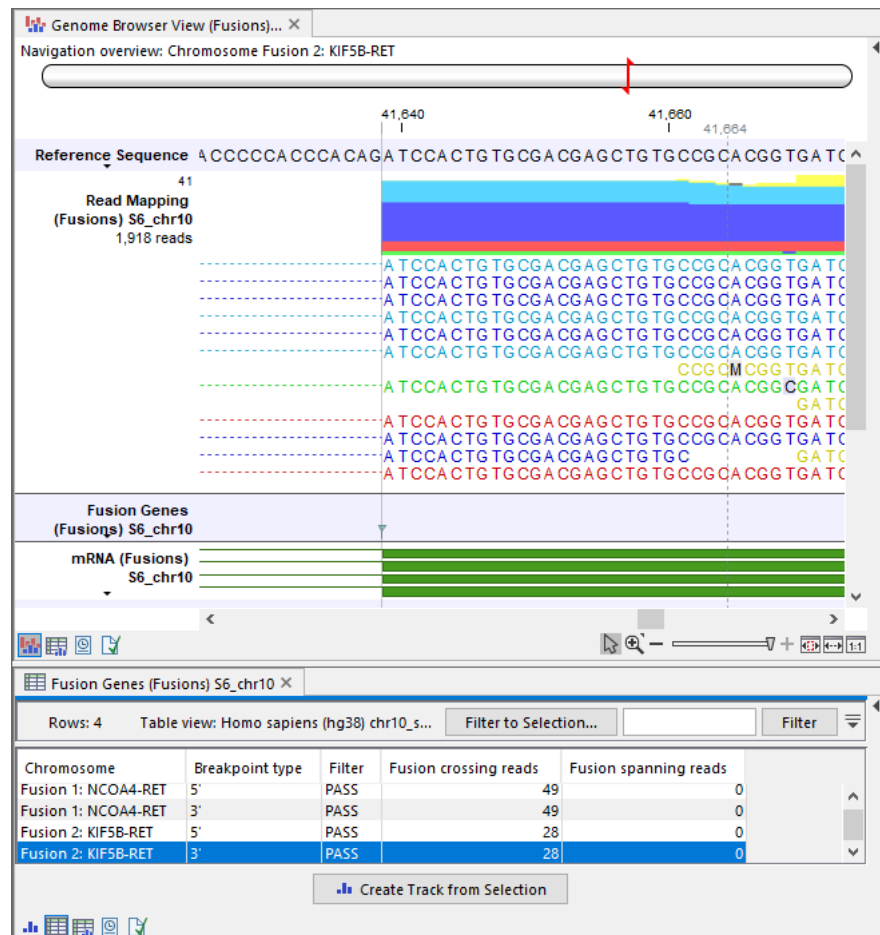 Genome Browser View (Fusions)...
Navigation overview: Chromosome Fusion 2: KIF5B-RET
41,640 41,660
41,664
Reference Sequence ACCCCCACCCACAGATCCACTGTGCGACGAGCTGTGCCGCACGGTGATC
41
Read Mapping
(Fusions) S6_chr10
1,918 reads
ATCCACTGTGCGACGAGCTGTGCCGCACGGTGATC
ATCCACTGTGCGACGAGCTGTGCCGCACGGTGATC
ATCCACTGTGCGACGAGCTGTGCCGCACGGTGATC
ATCCACTGTGCGACGAGCTGTGCCGCACGGTGATC
ATCCACTGTGCGACGAGCTGTGCCGCACGGTGATC
ATCCACTGTGCGACGAGCTGTGCCGCACGGTGATC
CCGCMCGGTGATC
ATCCACTGTGCGACGAGCTGTGCCGCACGGCGATC
GATC
ATCCACTGTGCGACGAGCTGTGCCGCACGGTGATC
ATCCACTGTGCGACGAGCTGTGCCGCACGGTGATC
ATCCACTGTGCGACGAGCTGTGC GATC
ATCCACTGTGCGACGAGCTGTGCCGCACGGTGATC
Fusion Genes
(Fusions) S6_chr10
mRNA (Fusions)
S6_chr10
1:1
Fusion Genes (Fusions) S6_chr10
Rows: 4 Table view: Homo sapiens (hg38) chr10_s... Filter to Selection... Filter
Chromosome Breakpoint type Filter Fusion crossing reads Fusion spanning reads
Fusion 1: NCOA4-RET 5' PASS 49 0
Fusion 1: NCOA4-RET 3' PASS 49 0
Fusion 2: KIF5B-RET 5' PASS 28 0
Fusion 2: KIF5B-RET 3' PASS 28 0
Create Track from Selection